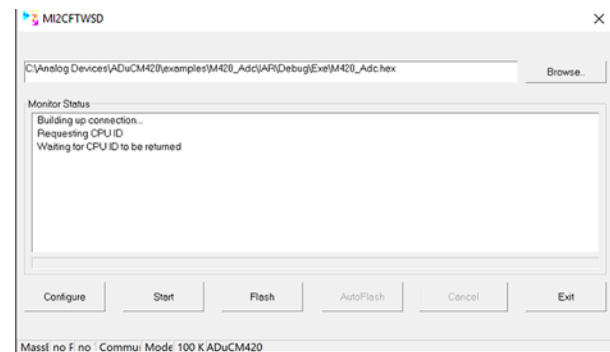 MI2CFTWSD
C:\Analog Devices\ADuCM420\examples\M420_Adc\IAR\Debug\Exe\M420_Adc.hex
Browse..
Monitor Status
Building up connection...
Requesting CPU ID
Waiting for CPU ID to be returned
Configure Start Flash AutoFlash Cancel Exit
MassE no F no Commui Mode 100 K ADuCM420